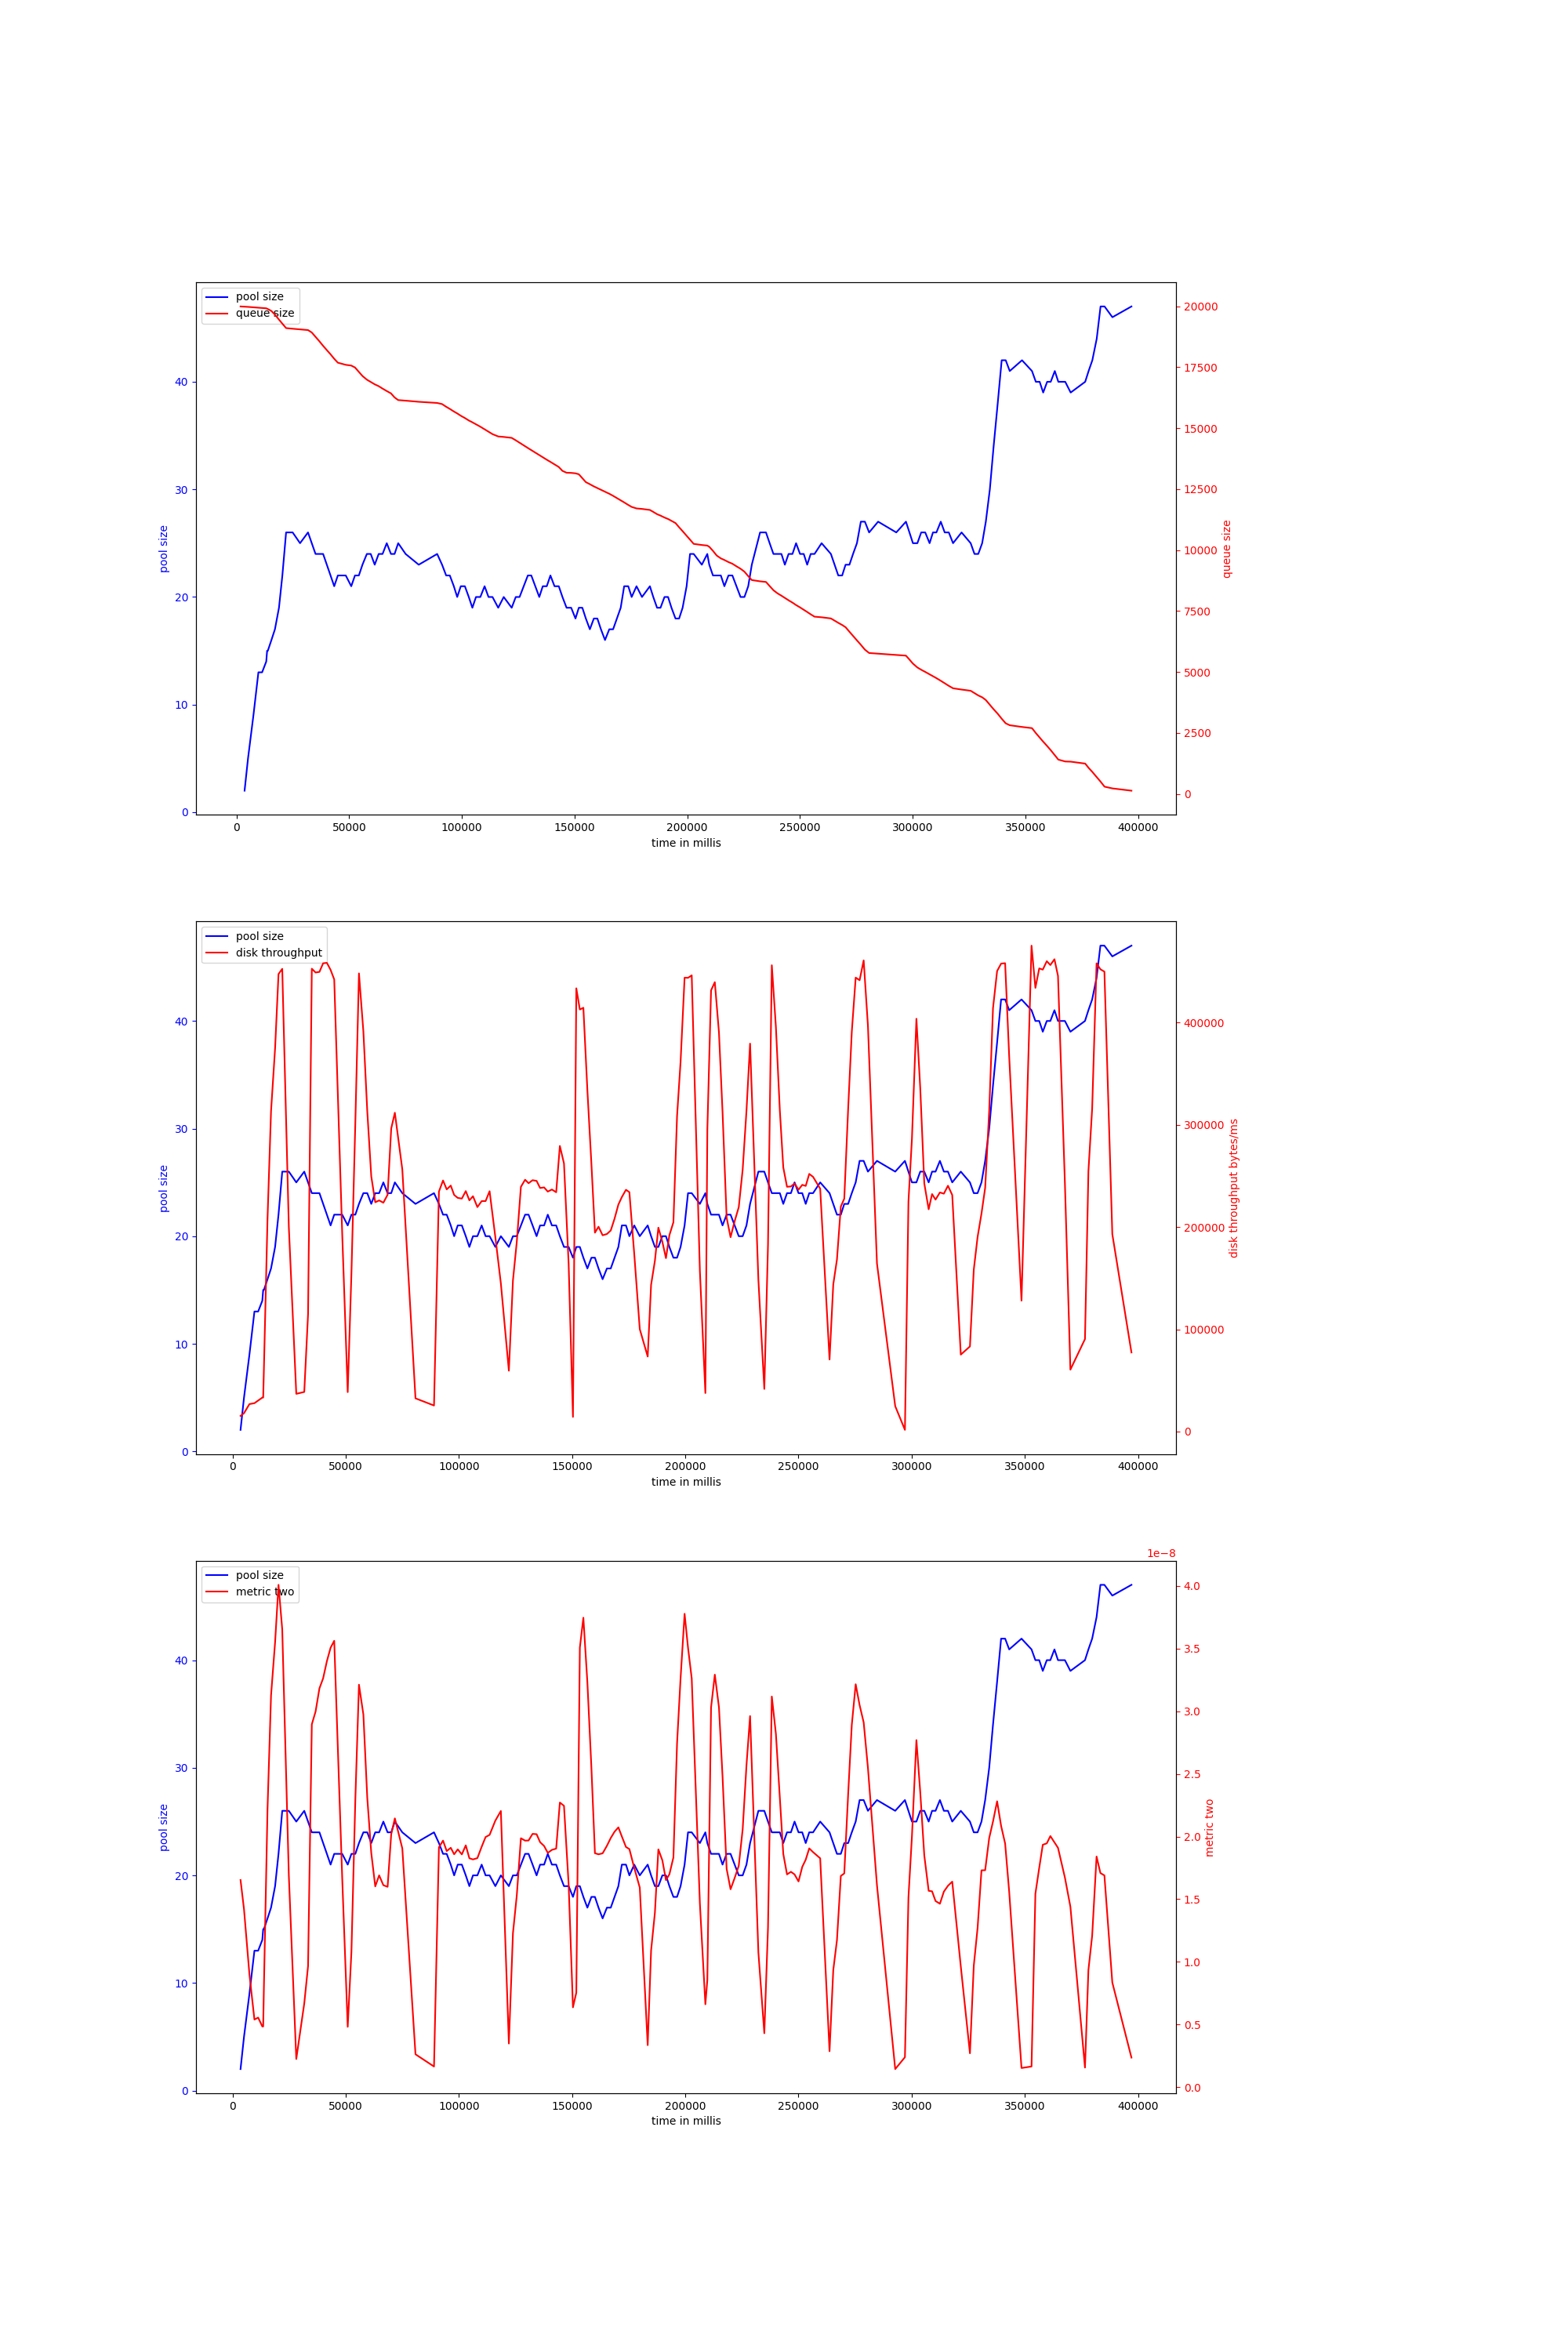 pool size
queue size
40
30
20
10
0
pool size
20000
17500
15000
12500
10000
7500
5000
2500
0
queue size
0 50000 100000 150000 200000 250000 300000 350000 400000
time in millis
pool size
disk throughput
40
30
20
10
0
pool size
400000
300000
200000
100000
0
disk throughput bytes/ms
0 50000 100000 150000 200000 250000 300000 350000 400000
time in millis
1e−8
pool size
metric two
40
30
20
10
0
pool size
4.0
3.5
3.0
2.5
2.0
1.5
1.0
0.5
0.0
metric two
0 50000 100000 150000 200000 250000 300000 350000 400000
time in millis